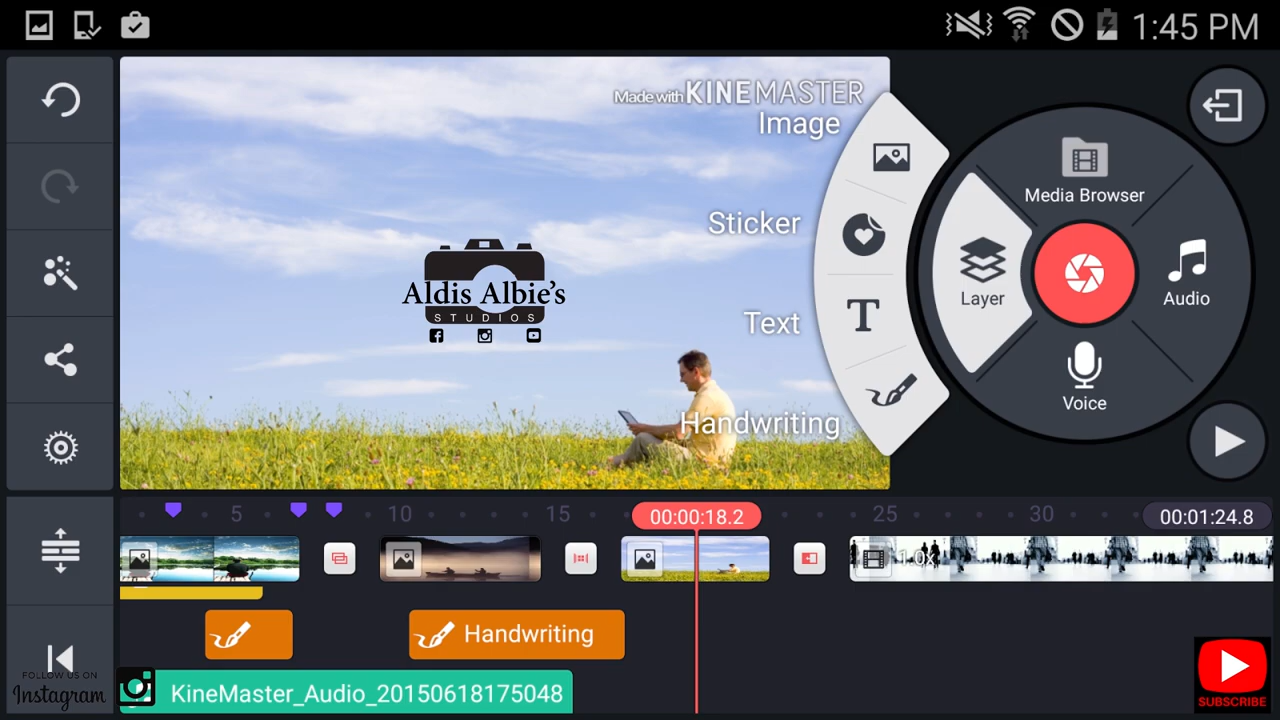 1:45 PM
Made with KINEMASTER
Image
Media Browser
Sticker
Aldis Albie's
STUDIOS
Layer
Audio
Text
Voice
Handwriting
5
10
15
00:00:18.2
25
30
00:01:24.8
1.0x
Handwriting
FOLLOW US ON
Instagram
KineMaster_Audio_20150618175048
SUBSCRIBE